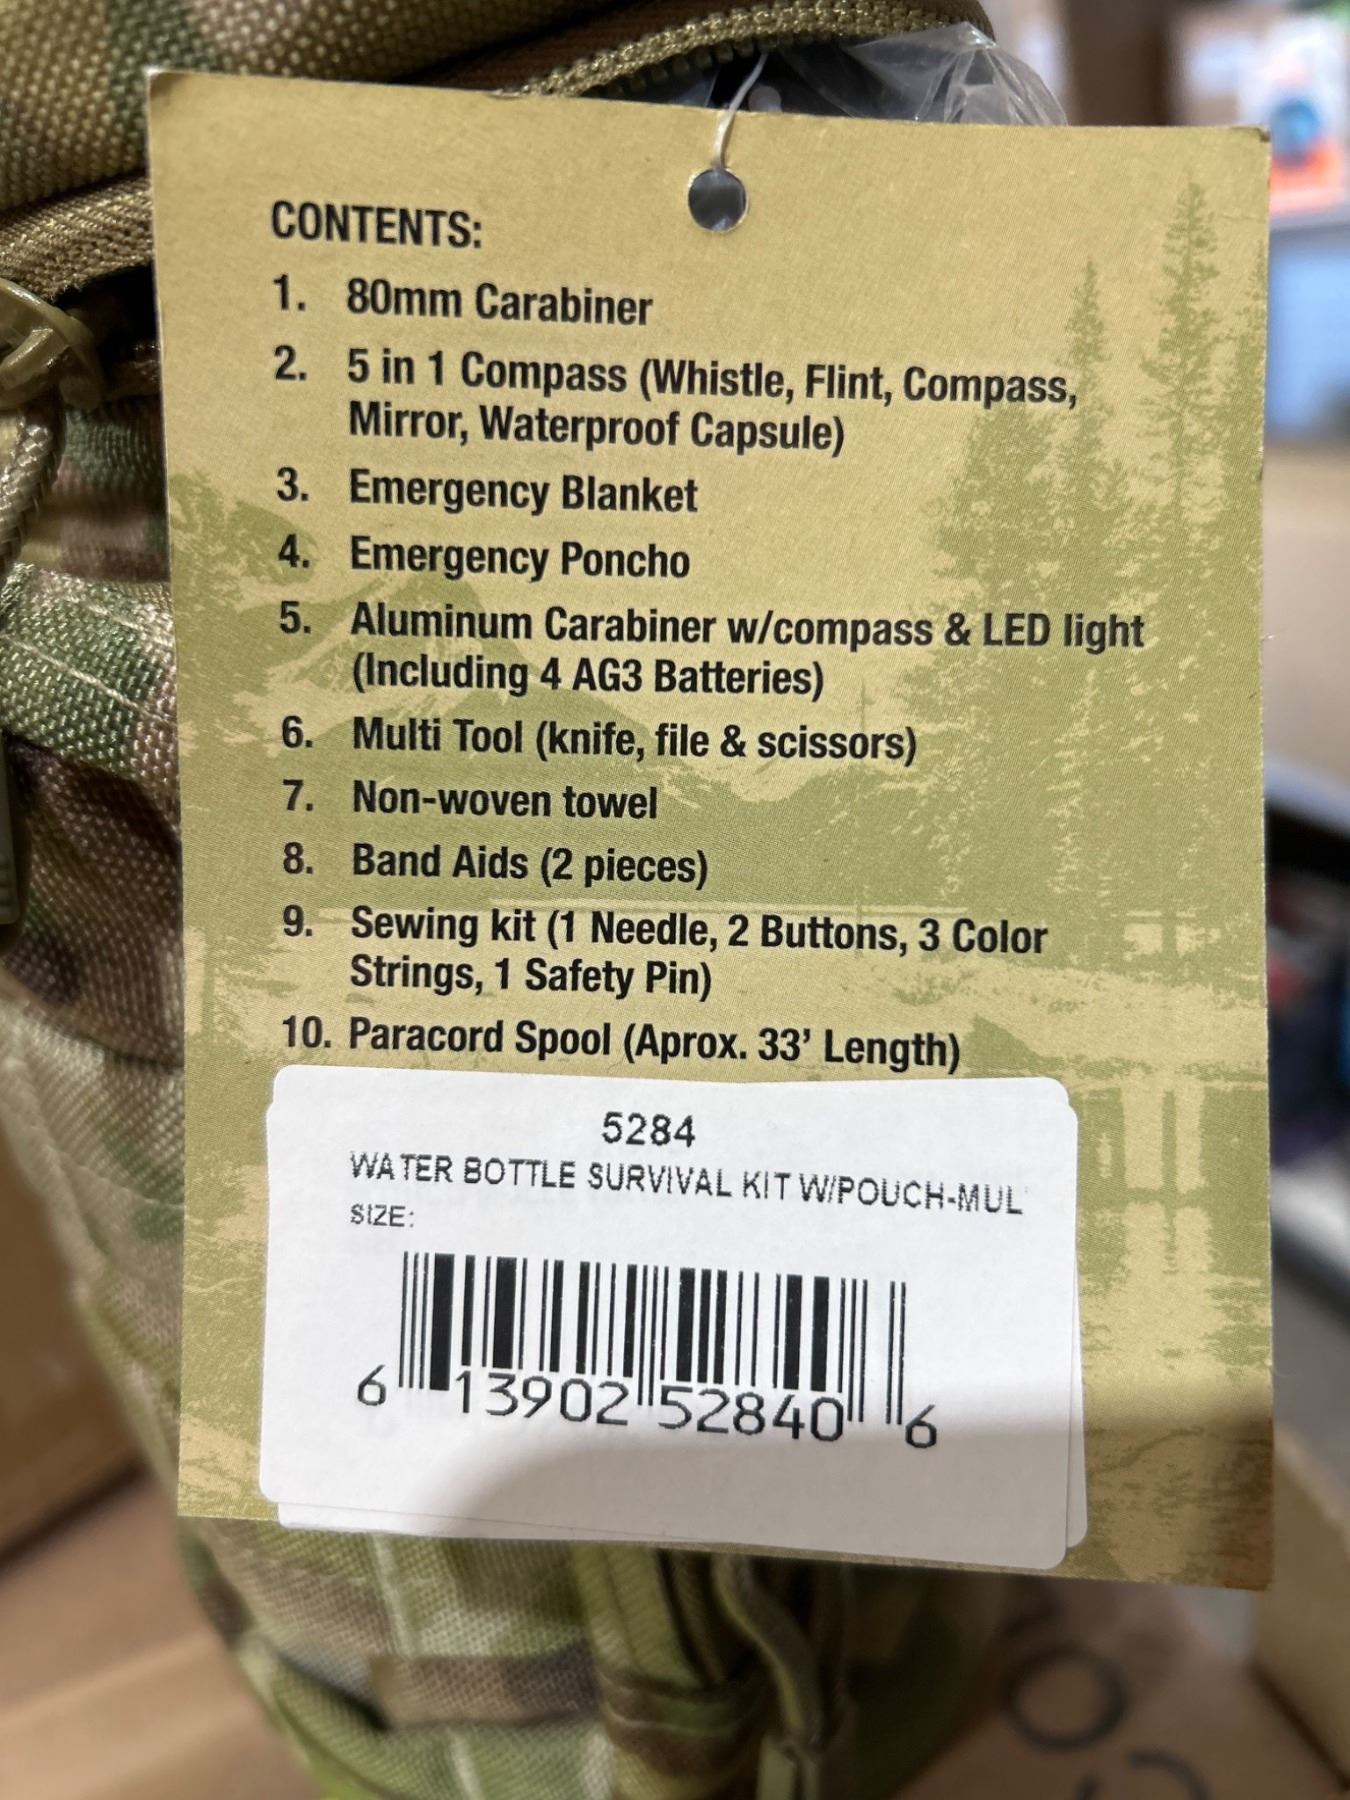 CONTENTS:
1. 80mm Carabiner
2. 5 in 1 Compass (Whistle, Flint, Compass,
Mirror, Waterproof Capsule)
3. Emergency Blanket
4. Emergency Poncho
5. Aluminum Carabiner w/compass & LED light
(Including 4 AG3 Batteries)
6. Multi Tool (knife, file & scissors)
7. Non-woven towel
8. Band Aids (2 pieces)
9. Sewing kit (1 Needle, 2 Buttons, 3 Color
Strings, 1 Safety Pin)
10. Paracord Spool (Aprox. 33’ Length)
5284
WATER BOTTLE SURVIVAL KIT W/POUCH-MUL
SIZE:
6 13902 52840 6